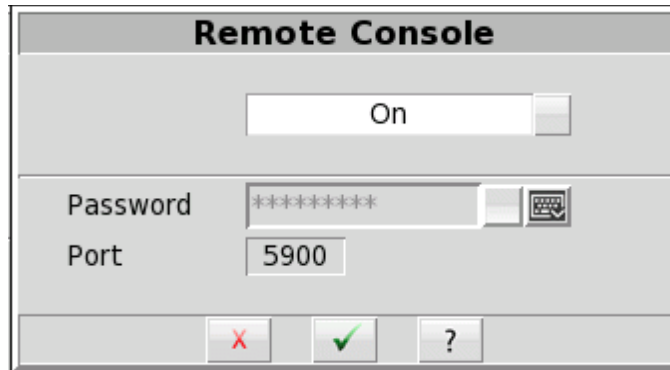 Remote Console
On
Password *********
Port 5900
X ?